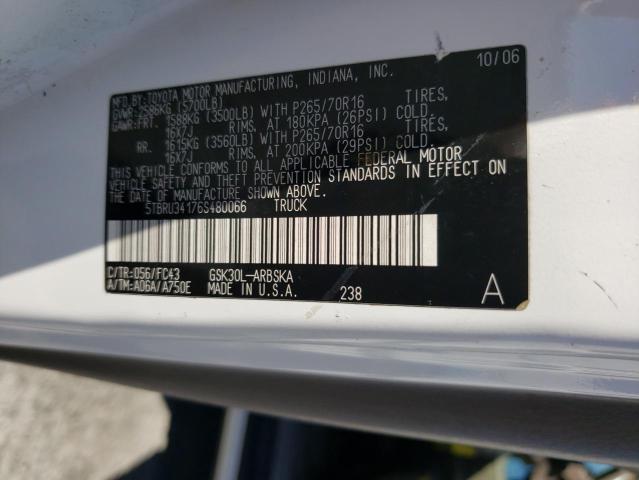 MFD.BY:TOYOTA MOTOR MANUFACTURING, INDIANA, INC. 10/06
GVWR:2586KG (5700LB)
GAWR:FRT. 1588KG (3500LB) WITH P265/70R16 TIRES,
16X7J RIMS, AT 180KPA (26PSI) COLD.
RR. 1615KG (3560LB) WITH P265/70R16 TIRES,
16X7J RIMS, AT 200KPA (29PSI) COLD.
THIS VEHICLE CONFORMS TO ALL APPLICABLE FEDERAL MOTOR
VEHICLE SAFETY AND THEFT PREVENTION STANDARDS IN EFFECT ON
THE DATE OF MANUFACTURE SHOWN ABOVE.
5TBRU34176S480066 TRUCK
C/TR:056/FC43 GSK30L-ARBSKA
A/TM:A06A/A750E MADE IN U.S.A. 238 A